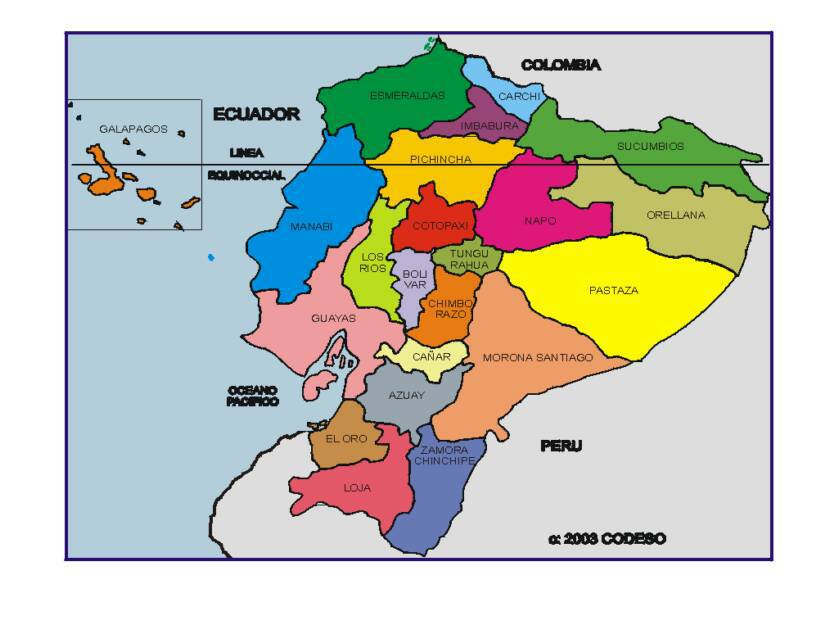 COLOMBIA
ESMERALDAS
CARCHI
ECUADOR
GALAPAGOS
IMBABURA
SUCUMBIOS
LINEA
EQUINOCCIAL
PICHINCHA
MANABI
COTOPAXI
NAPO
ORELLANA
LOS
RIOS
TUNGU
RAHUA
BOLI
VAR
PASTAZA
CHIMBO
RAZO
GUAYAS
CAÑAR
MORONA SANTIAGO
OCEANO
PACIFICO
AZUAY
EL ORO
PERU
ZAMORA
CHINCHIPE
LOJA
α: 2003 CODESO